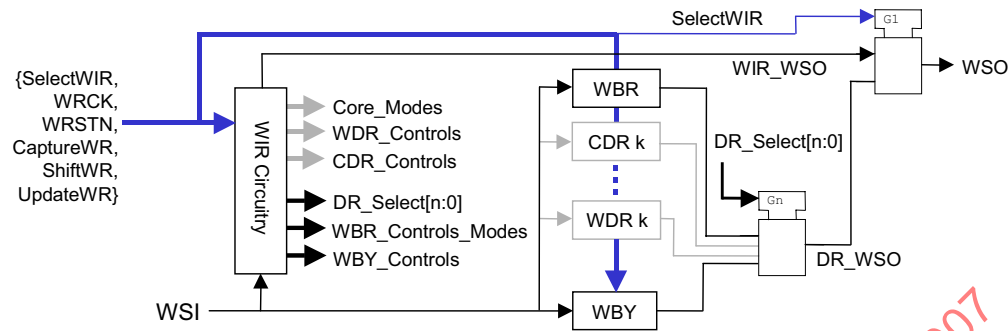 SelectWIR
G1
{SelectWIR,
WRCK,
WRSTN,
CaptureWR,
ShiftWR,
UpdateWR}
WIR_WSO
WSO
WIR Circuitry
Core_Modes
WDR_Controls
CDR_Controls
DR_Select[n:0]
WBR_Controls_Modes
WBY_Controls
WBR
CDR k
WDR k
WBY
DR_Select[n:0]
Gn
DR_WSO
WSI